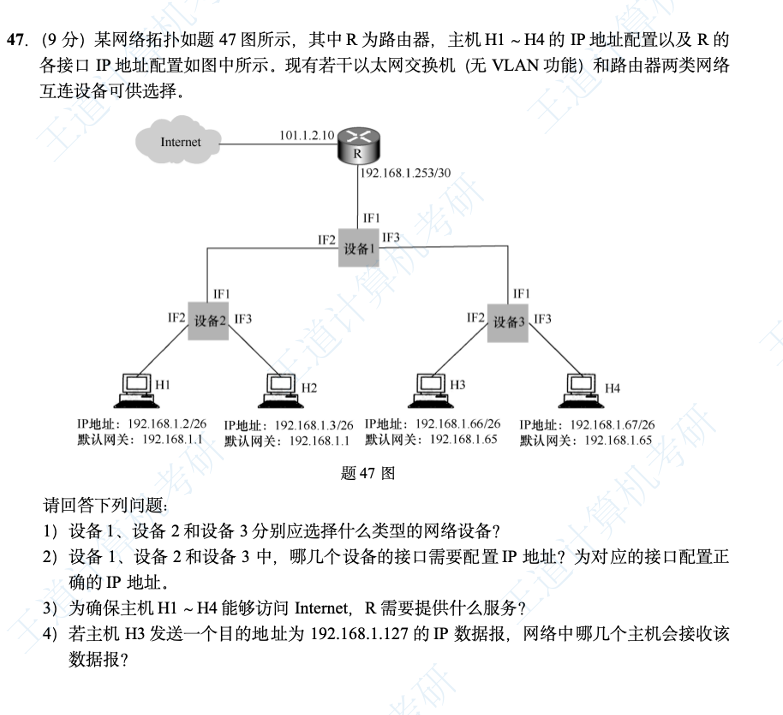 47. (9 分) 某网络拓扑如题 47 图所示，其中 R 为路由器，主机 H1 ~ H4 的 IP 地址配置以及 R 的
各接口 IP 地址配置如图中所示。现有若干以太网交换机（无 VLAN 功能）和路由器两类网络
互连设备可供选择。
Internet
101.1.2.10
R
192.168.1.253/30
IF1
IF2 设备1 IF3
IF1
IF2 设备2 IF3
IF1
IF2 设备3 IF3
H1
H2
H3
H4
IP地址：192.168.1.2/26
默认网关：192.168.1.1
IP地址：192.168.1.3/26
默认网关：192.168.1.1
IP地址：192.168.1.66/26
默认网关：192.168.1.65
IP地址：192.168.1.67/26
默认网关：192.168.1.65
题 47 图
请回答下列问题：
1）设备 1、设备 2 和设备 3 分别应选择什么类型的网络设备？
2）设备 1、设备 2 和设备 3 中，哪几个设备的接口需要配置 IP 地址？为对应的接口配置正
确的 IP 地址。
3）为确保主机 H1 ~ H4 能够访问 Internet，R 需要提供什么服务？
4）若主机 H3 发送一个目的地址为 192.168.1.127 的 IP 数据报，网络中哪几个主机会接收该
数据报？
王道计算机考研